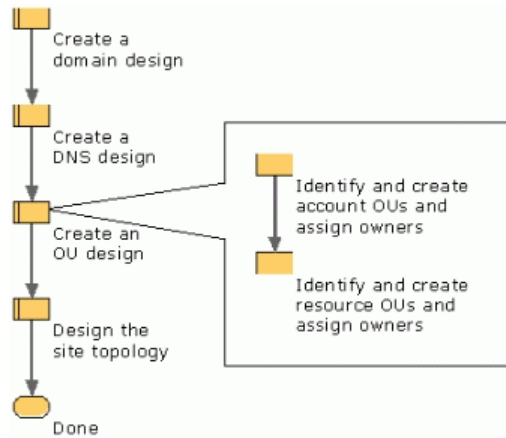 Create a
domain design
Create a
DNS design
Create an
OU design
Identify and create
account OUs and
assign owners
Identify and create
resource OUs and
assign owners
Design the
site topology
Done